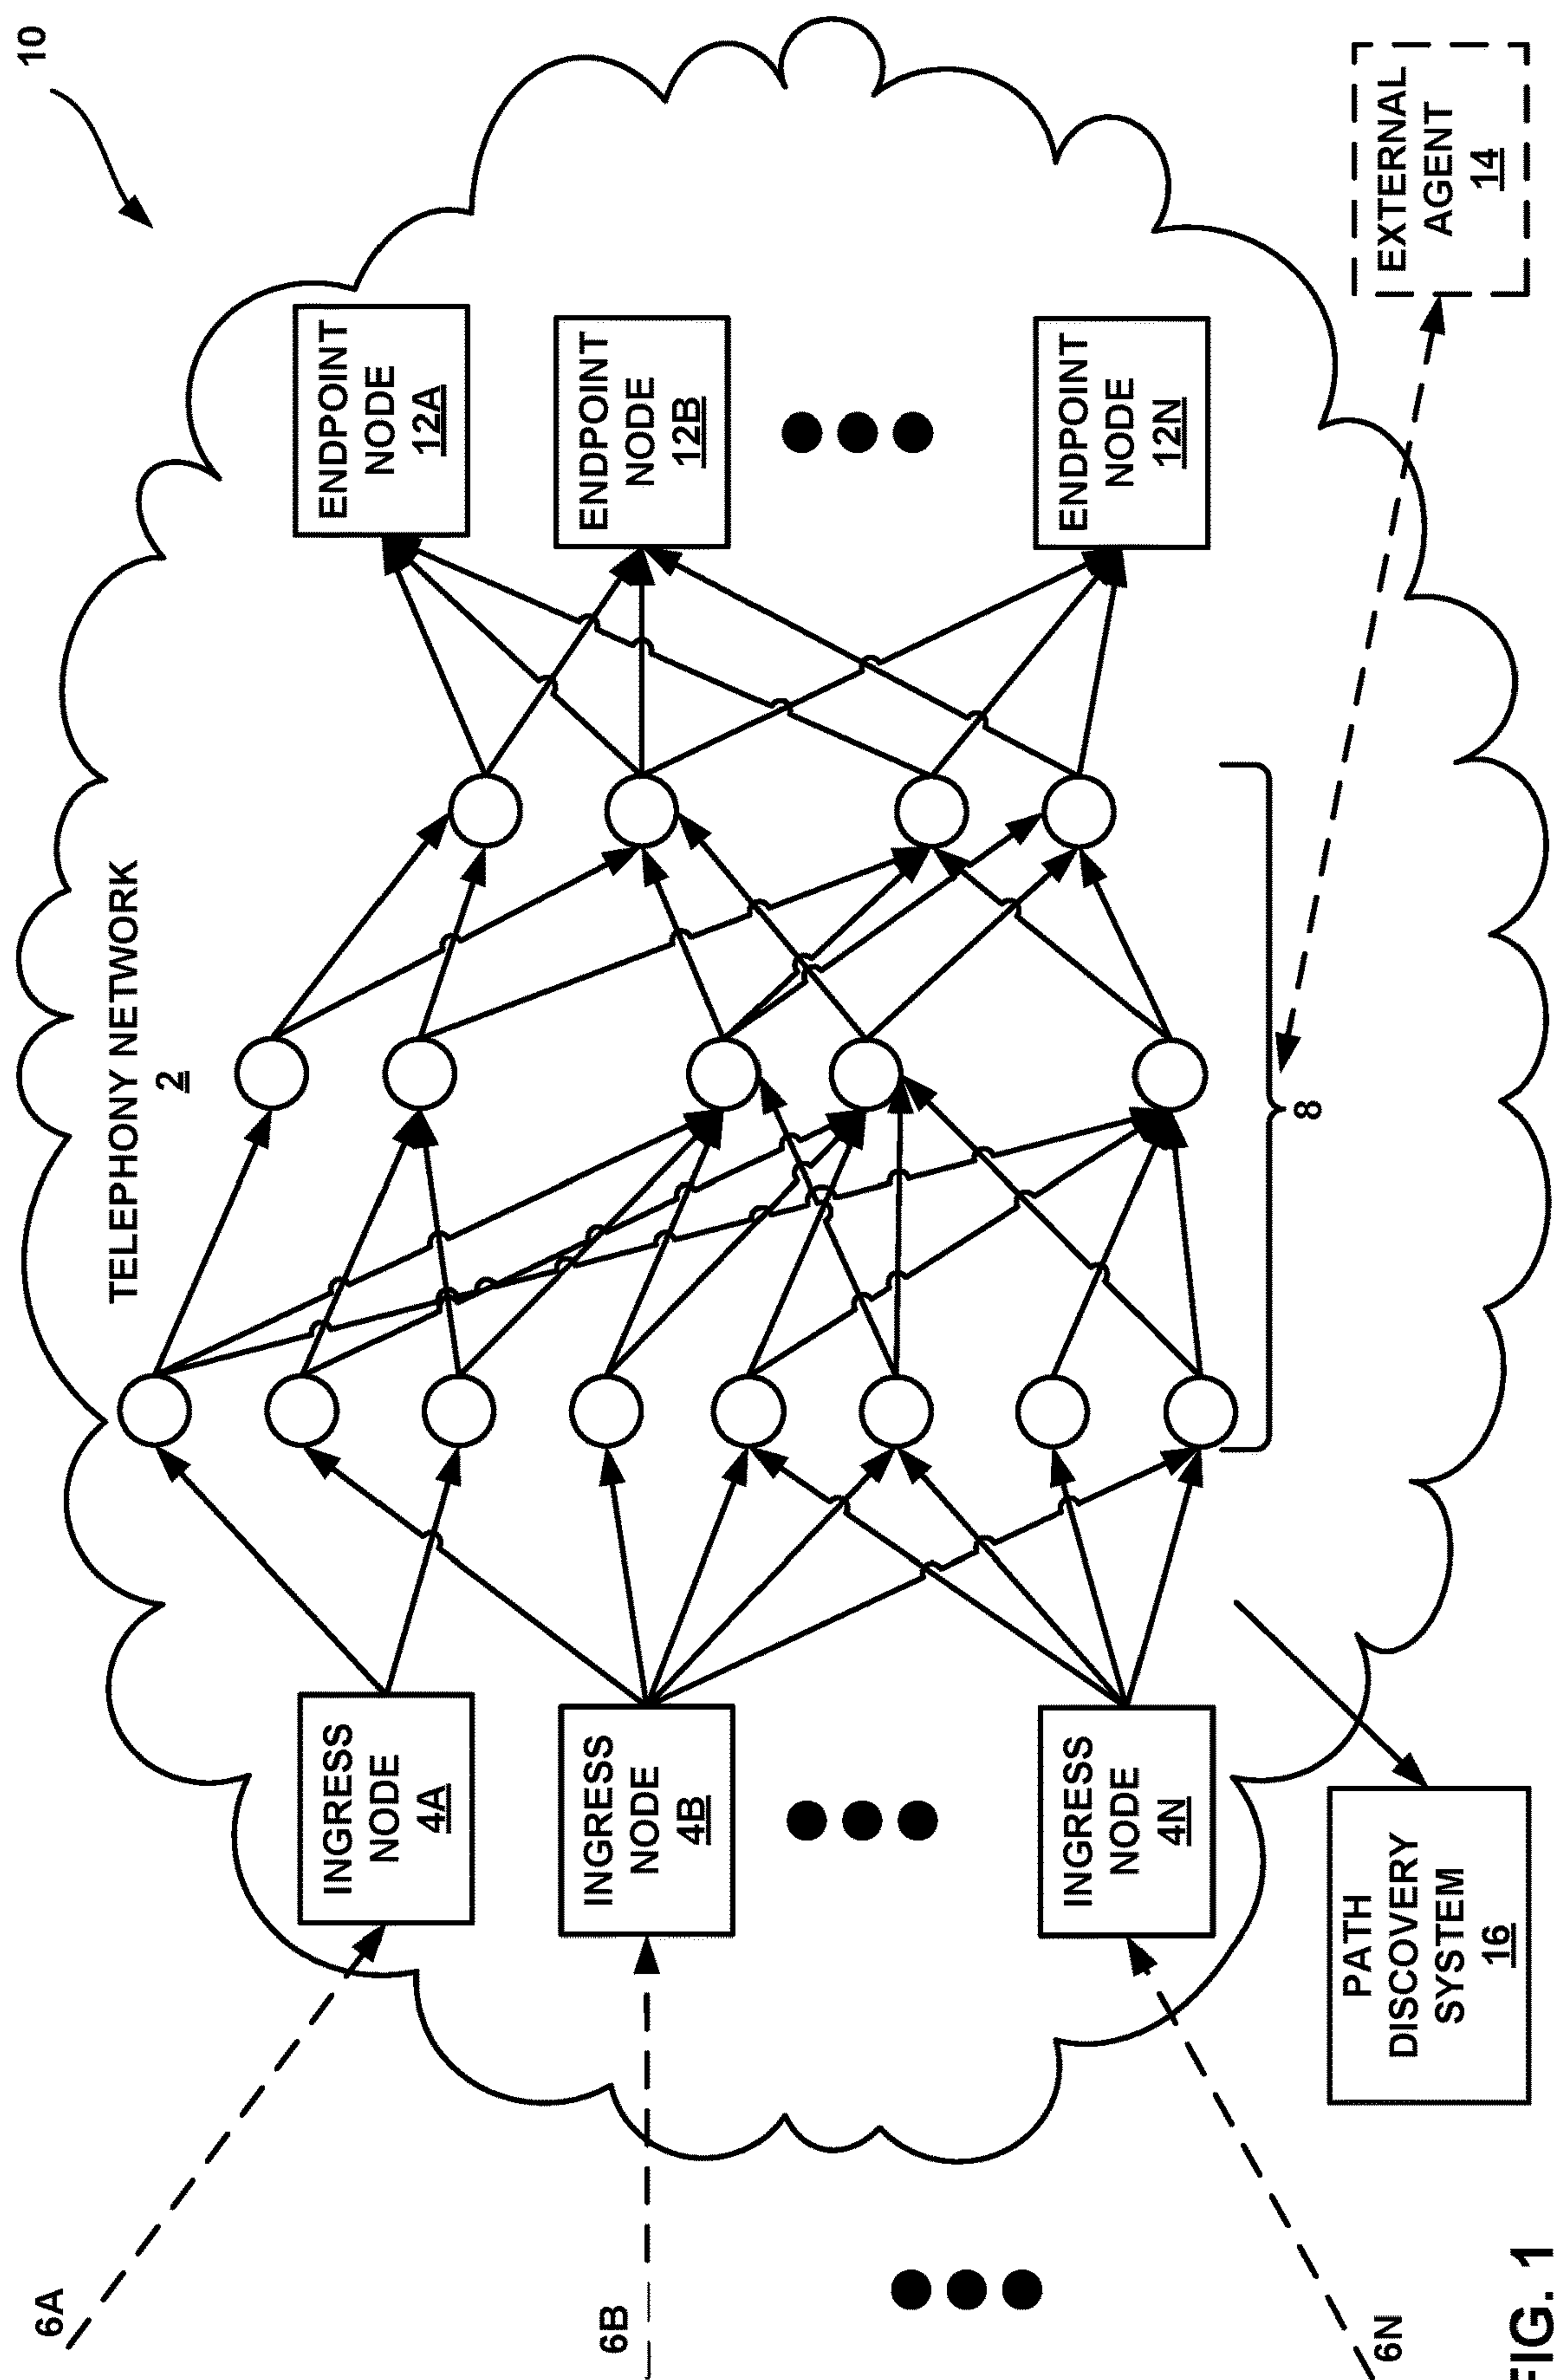 10
TELEPHONY NETWORK
2
6A
INGRESS
NODE
4A
ENDPOINT
NODE
12A
6B
INGRESS
NODE
4B
ENDPOINT
NODE
12B
INGRESS
NODE
4N
ENDPOINT
NODE
12N
8
6N
PATH
DISCOVERY
SYSTEM
16
EXTERNAL
AGENT
14
FIG. 1